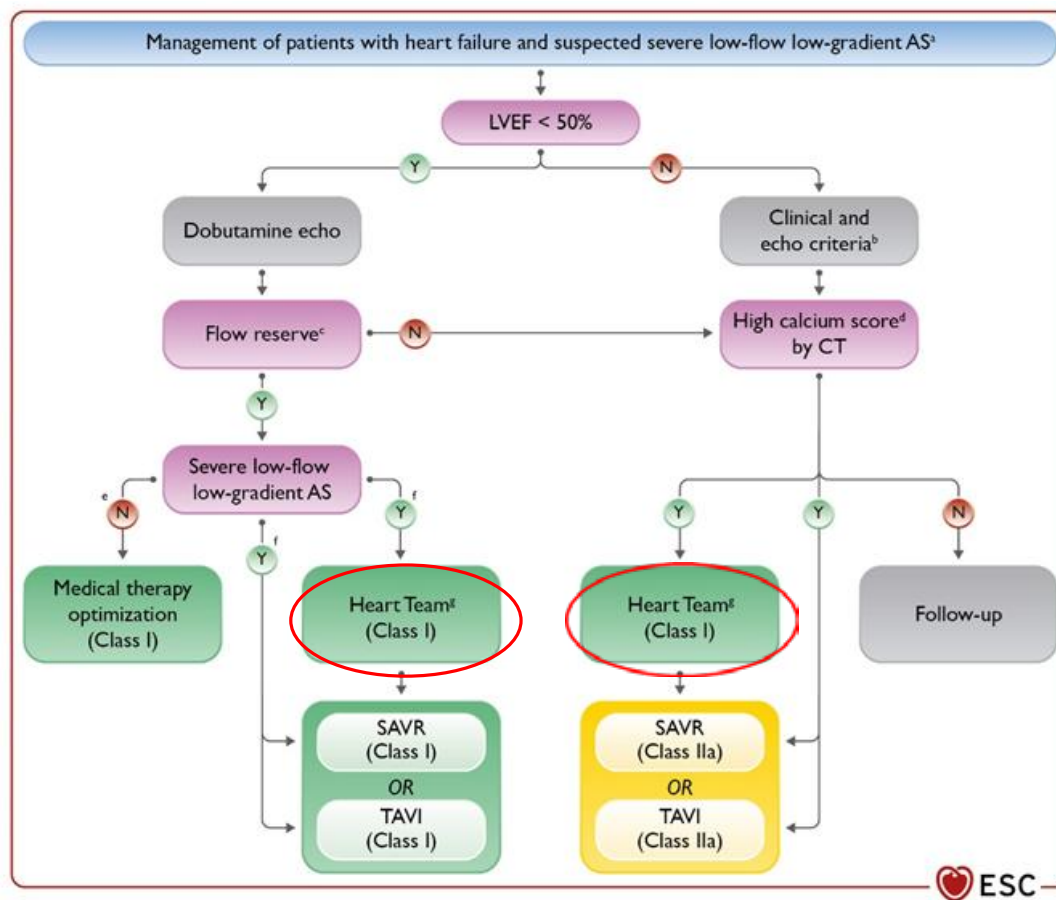 Management of patients with heart failure and suspected severe low-flow low-gradient ASᵃ
LVEF < 50%
Y
N
Dobutamine echo
Clinical and
echo criteriaᵇ
Flow reserveᶜ
N
High calcium scoreᵈ
by CT
Y
Severe low-flow
low-gradient AS
e
N
f
Y
f
Y
Y
Y
N
Medical therapy
optimization
(Class I)
Heart Teamᵍ
(Class I)
Heart Teamᵍ
(Class I)
Follow-up
SAVR
(Class I)
OR
TAVI
(Class I)
SAVR
(Class IIa)
OR
TAVI
(Class IIa)
ESC